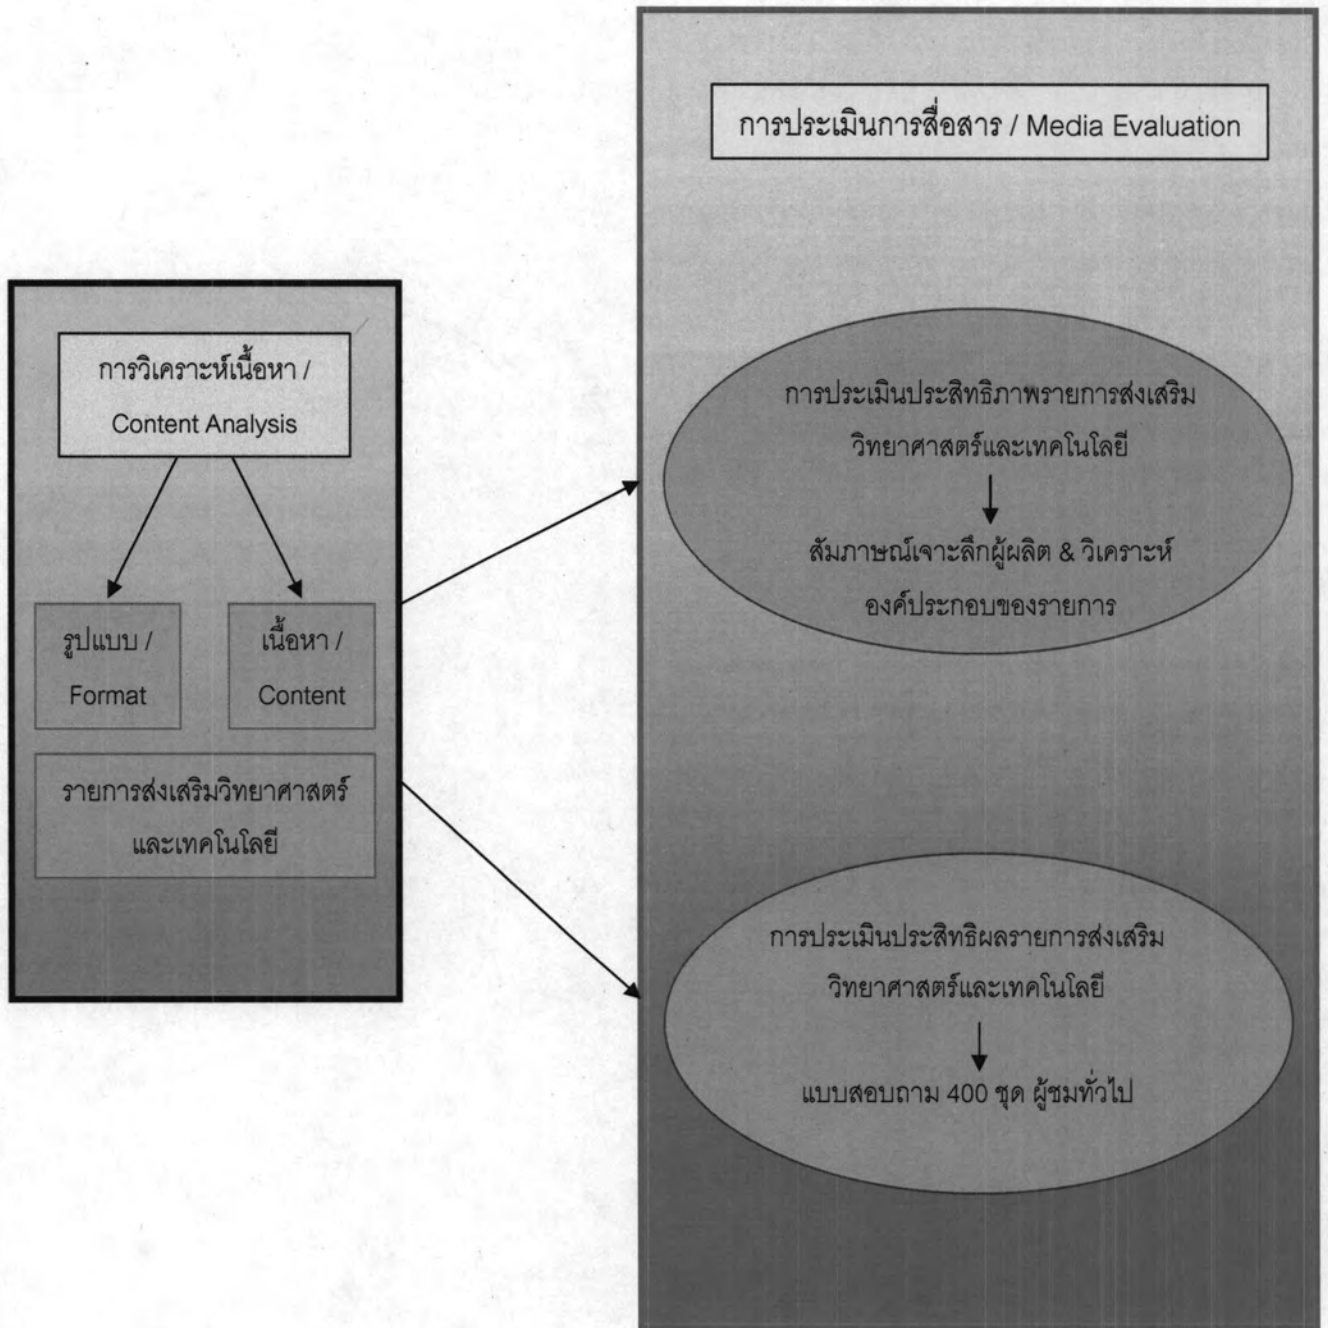 การประเมินการสื่อสาร / Media Evaluation
การวิเคราะห์เนื้อหา /
Content Analysis
รูปแบบ /
Format
เนื้อหา /
Content
รายการส่งเสริมวิทยาศาสตร์
และเทคโนโลยี
การประเมินประสิทธิภาพรายการส่งเสริม
วิทยาศาสตร์และเทคโนโลยี
สัมภาษณ์เจาะลึกผู้ผลิต & วิเคราะห์
องค์ประกอบของรายการ
การประเมินประสิทธิผลรายการส่งเสริม
วิทยาศาสตร์และเทคโนโลยี
แบบสอบถาม 400 ชุด ผู้ชมทั่วไป